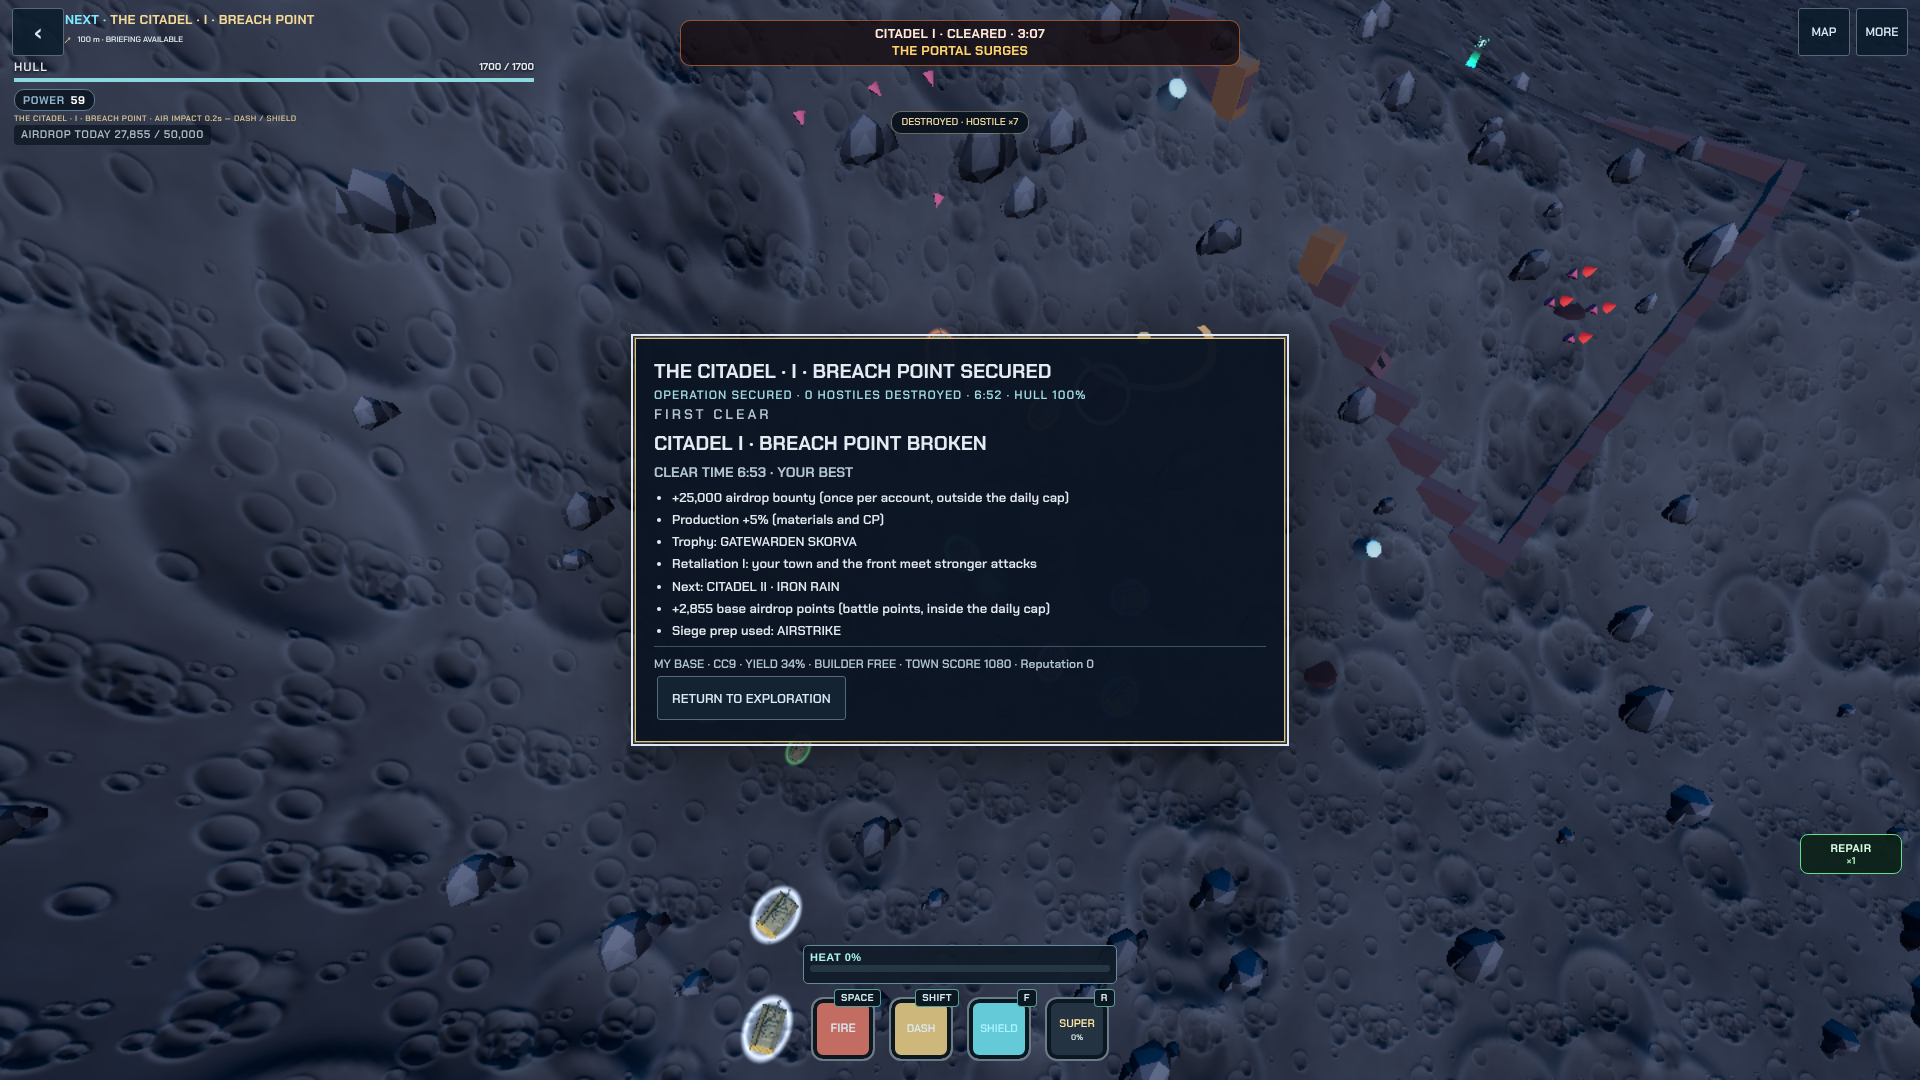 NEXT · THE CITADEL · I · BREACH POINT
100 m · BRIEFING AVAILABLE
HULL 1700 / 1700
POWER 59
THE CITADEL · I · BREACH POINT · AIR IMPACT 0.2s — DASH / SHIELD
AIRDROP TODAY 27,855 / 50,000
CITADEL I · CLEARED · 3:07
THE PORTAL SURGES
DESTROYED · HOSTILE ×7
MAP
MORE
THE CITADEL · I · BREACH POINT SECURED
OPERATION SECURED · 0 HOSTILES DESTROYED · 6:52 · HULL 100%
FIRST CLEAR
CITADEL I · BREACH POINT BROKEN
CLEAR TIME 6:53 · YOUR BEST
• +25,000 airdrop bounty (once per account, outside the daily cap)
• Production +5% (materials and CP)
• Trophy: GATEWARDEN SKORVA
• Retaliation I: your town and the front meet stronger attacks
• Next: CITADEL II · IRON RAIN
• +2,855 base airdrop points (battle points, inside the daily cap)
• Siege prep used: AIRSTRIKE
MY BASE · CC9 · YIELD 34% · BUILDER FREE · TOWN SCORE 1080 · Reputation 0
RETURN TO EXPLORATION
REPAIR
×1
HEAT 0%
SPACE
FIRE
SHIFT
DASH
F
SHIELD
R
SUPER
0%